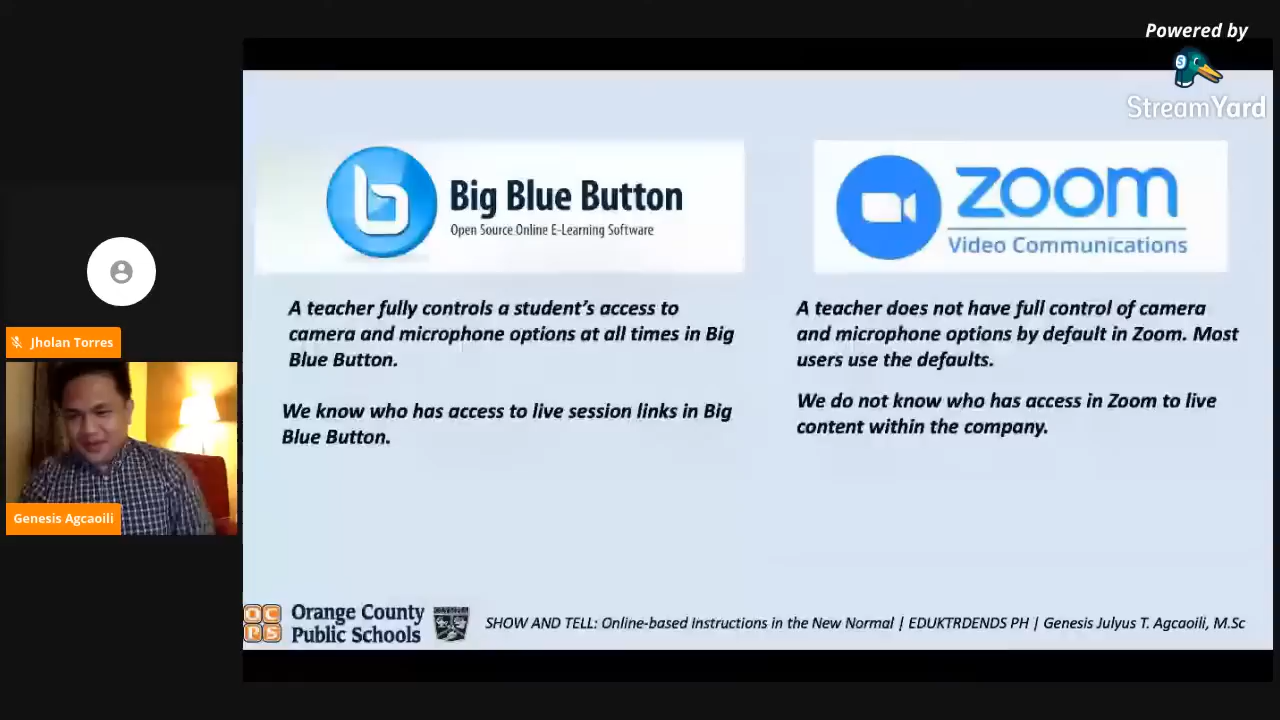 Powered by
StreamYard
Big Blue Button
Open Source Online E-Learning Software
zoom
Video Communications
A teacher fully controls a student's access to
camera and microphone options at all times in Big
Blue Button.
We know who has access to live session links in Big
Blue Button.
A teacher does not have full control of camera
and microphone options by default in Zoom. Most
users use the defaults.
We do not know who has access in Zoom to live
content within the company.
Jholan Torres
Genesis Agcaoili
OCPS
Orange County
Public Schools
SHOW AND TELL: Online-based Instructions in the New Normal | EDUKTRDENDS PH | Genesis Julyus T. Agcaoili, M.Sc